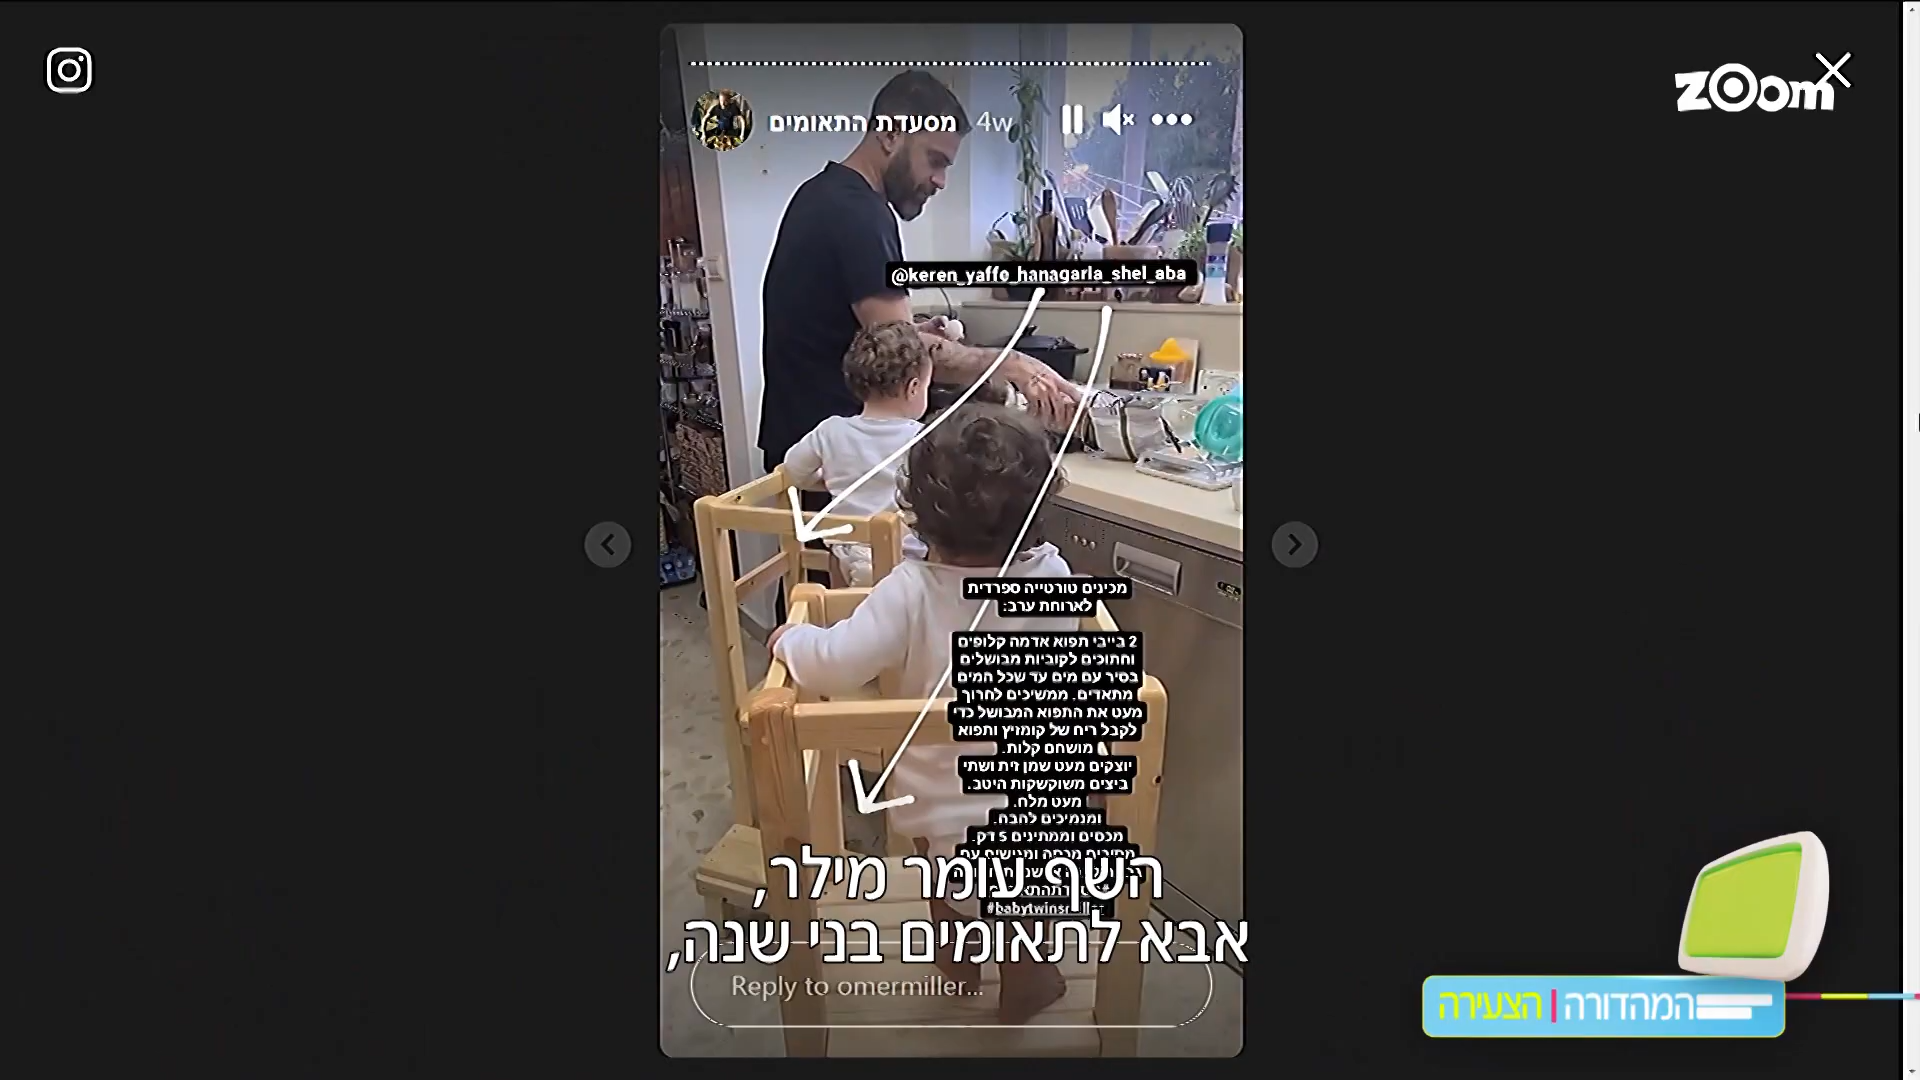 zoom
מסעדת התאומים 4w
@keren_yaffe_hanagaria_shel_aba
מכינים טורטייה ספרדית
לארוחת ערב:
2 בייבי תפוא אדמה קלופים
וחתוכים לקוביות מבושלים
בסיר עם מים עד שכל המים
מתאדים. ממשיכים לחרוך
מעט את התפוא המבושל כדי
לקבל ריח של קומזיץ ותפוא
מושחם קלות.
יוצקים מעט שמן זית ושתי
ביצים משוקשקות היטב.
מעט מלח.
ומנמיכים להבה.
מכסים וממתינים 5 דק.
השף עומר מילר,
אבא לתאומים בני שנה,
Reply to omermiller...
המהדורה | הצעירה